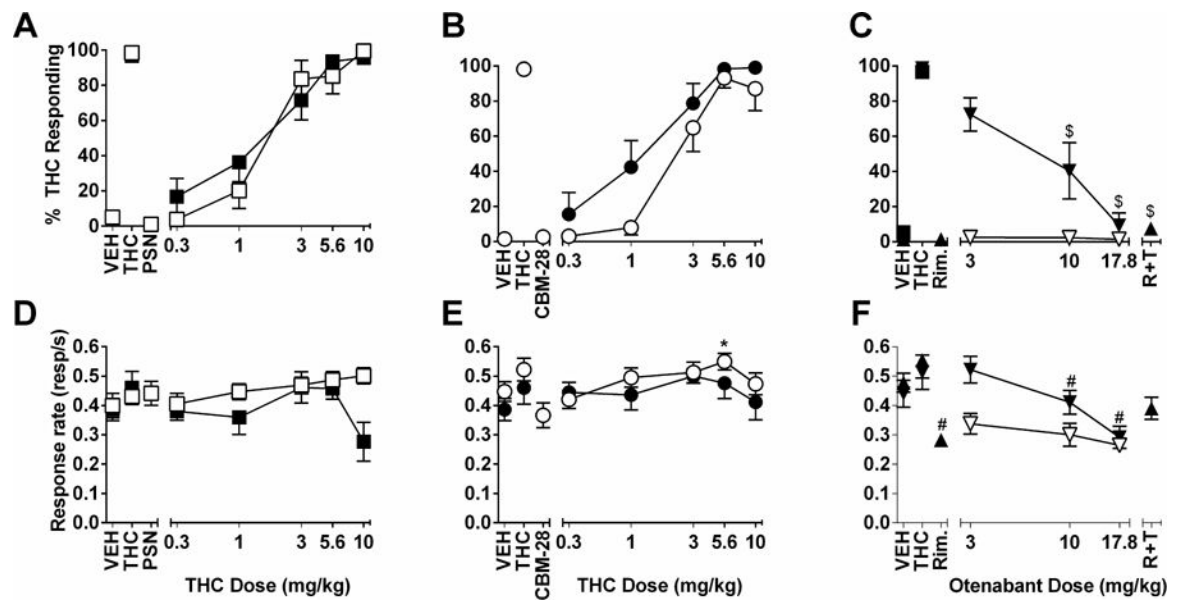 A
% THC Responding
100
80
60
40
20
0
VEH
THC
PSN
0.3 1 3 5.6 10
B
100
80
60
40
20
0
VEH
THC
CBM-28
0.3 1 3 5.6 10
C
100
80
60
40
20
0
$
$
$
VEH
THC
Rim.
3 10 17.8
R+T
D
Response rate (resp/s)
0.6
0.5
0.4
0.3
0.2
0.1
0.0
VEH
THC
PSN
0.3 1 3 5.6 10
THC Dose (mg/kg)
E
0.6
0.5
0.4
0.3
0.2
0.1
0.0
*
VEH
THC
CBM-28
0.3 1 3 5.6 10
THC Dose (mg/kg)
F
0.6
0.5
0.4
0.3
0.2
0.1
0.0
#
#
#
VEH
THC
Rim.
3 10 17.8
R+T
Otenabant Dose (mg/kg)